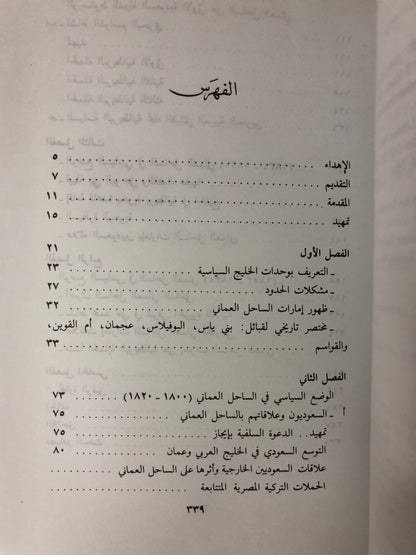 الفهرس
الإهداء ٥
التقديم ٧
المقدمة ١١
تمهيد ١٥
الفصل الأول ٢١
ـ التعريف بوحدات الخليج السياسية ٢٣
ـ مشكلات الحدود ٢٧
ـ ظهور إمارات الساحل العماني ٣٢
ـ مختصر تاريخي لقبائل: بني ياس، البوفيلاس، عجمان، أم القوين،
والقواسم ٣٣
الفصل الثاني
الوضع السياسي في الساحل العماني (١٨٠٠ ـ ١٨٢٠) ٧٣
أ ـ السعوديون وعلاقاتهم بالساحل العماني ٧٥
تمهيد.. الدعوة السلفية بإيجاز ٧٥
التوسع السعودي في الخليج العربي وعمان ٨٠
علاقات السعوديين الخارجية وأثرها على الساحل العماني
الحملات التركية المصرية المتتابعة
٣٣٩